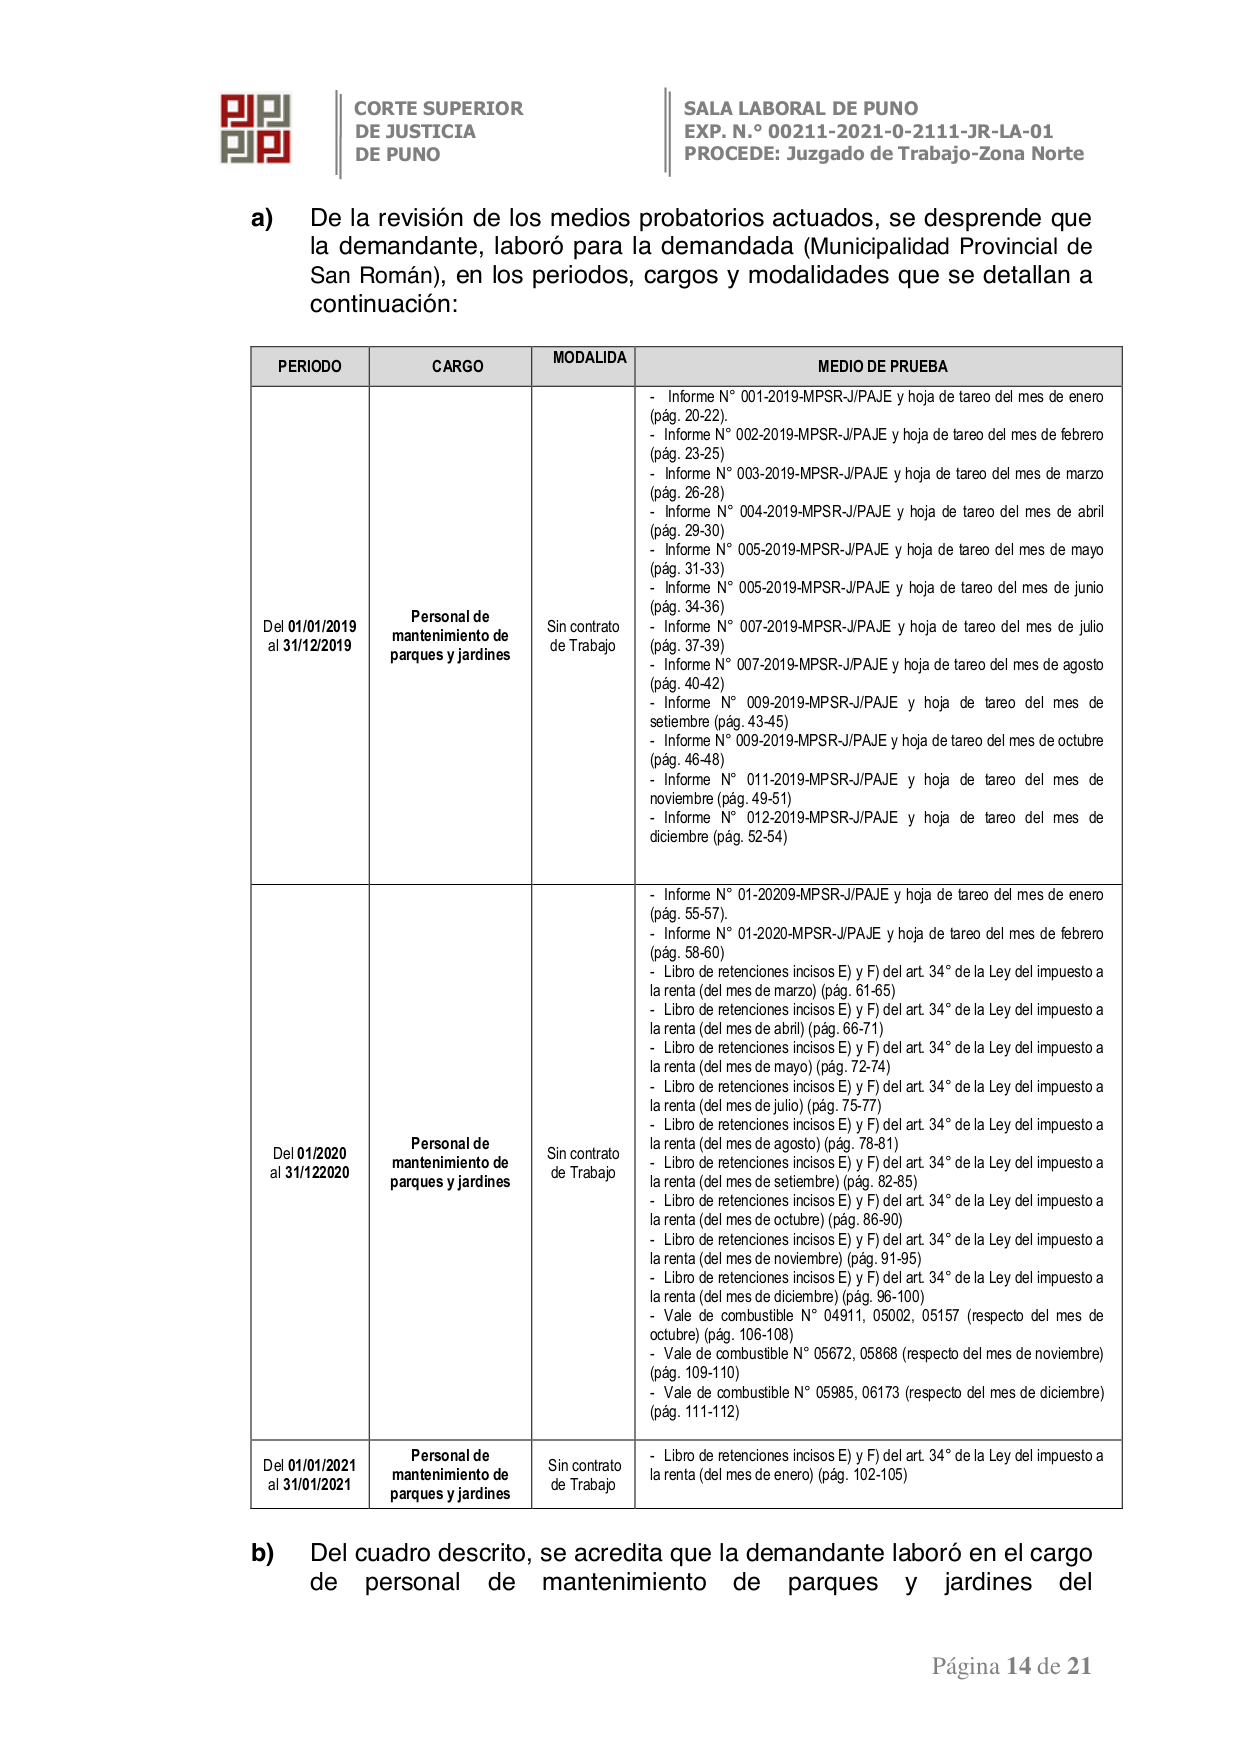 CORTE SUPERIOR
DE JUSTICIA
DE PUNO
SALA LABORAL DE PUNO
EXP. N.° 00211-2021-0-2111-JR-LA-01
PROCEDE: Juzgado de Trabajo-Zona Norte
a) De la revisión de los medios probatorios actuados, se desprende que
la demandante, laboró para la demandada (Municipalidad Provincial de
San Román), en los periodos, cargos y modalidades que se detallan a
continuación:
PERIODO CARGO MODALIDA MEDIO DE PRUEBA
Del 01/01/2019
al 31/12/2019
Personal de
mantenimiento de
parques y jardines
Sin contrato
de Trabajo
- Informe N° 001-2019-MPSR-J/PAJE y hoja de tareo del mes de enero
(pág. 20-22).
- Informe N° 002-2019-MPSR-J/PAJE y hoja de tareo del mes de febrero
(pág. 23-25)
- Informe N° 003-2019-MPSR-J/PAJE y hoja de tareo del mes de marzo
(pág. 26-28)
- Informe N° 004-2019-MPSR-J/PAJE y hoja de tareo del mes de abril
(pág. 29-30)
- Informe N° 005-2019-MPSR-J/PAJE y hoja de tareo del mes de mayo
(pág. 31-33)
- Informe N° 005-2019-MPSR-J/PAJE y hoja de tareo del mes de junio
(pág. 34-36)
- Informe N° 007-2019-MPSR-J/PAJE y hoja de tareo del mes de julio
(pág. 37-39)
- Informe N° 007-2019-MPSR-J/PAJE y hoja de tareo del mes de agosto
(pág. 40-42)
- Informe N° 009-2019-MPSR-J/PAJE y hoja de tareo del mes de
setiembre (pág. 43-45)
- Informe N° 009-2019-MPSR-J/PAJE y hoja de tareo del mes de octubre
(pág. 46-48)
- Informe N° 011-2019-MPSR-J/PAJE y hoja de tareo del mes de
noviembre (pág. 49-51)
- Informe N° 012-2019-MPSR-J/PAJE y hoja de tareo del mes de
diciembre (pág. 52-54)
Del 01/2020
al 31/122020
Personal de
mantenimiento de
parques y jardines
Sin contrato
de Trabajo
- Informe N° 01-20209-MPSR-J/PAJE y hoja de tareo del mes de enero
(pág. 55-57).
- Informe N° 01-2020-MPSR-J/PAJE y hoja de tareo del mes de febrero
(pág. 58-60)
- Libro de retenciones incisos E) y F) del art. 34° de la Ley del impuesto a
la renta (del mes de marzo) (pág. 61-65)
- Libro de retenciones incisos E) y F) del art. 34° de la Ley del impuesto a
la renta (del mes de abril) (pág. 66-71)
- Libro de retenciones incisos E) y F) del art. 34° de la Ley del impuesto a
la renta (del mes de mayo) (pág. 72-74)
- Libro de retenciones incisos E) y F) del art. 34° de la Ley del impuesto a
la renta (del mes de julio) (pág. 75-77)
- Libro de retenciones incisos E) y F) del art. 34° de la Ley del impuesto a
la renta (del mes de agosto) (pág. 78-81)
- Libro de retenciones incisos E) y F) del art. 34° de la Ley del impuesto a
la renta (del mes de setiembre) (pág. 82-85)
- Libro de retenciones incisos E) y F) del art. 34° de la Ley del impuesto a
la renta (del mes de octubre) (pág. 86-90)
- Libro de retenciones incisos E) y F) del art. 34° de la Ley del impuesto a
la renta (del mes de noviembre) (pág. 91-95)
- Libro de retenciones incisos E) y F) del art. 34° de la Ley del impuesto a
la renta (del mes de diciembre) (pág. 96-100)
- Vale de combustible N° 04911, 05002, 05157 (respecto del mes de
octubre) (pág. 106-108)
- Vale de combustible N° 05672, 05868 (respecto del mes de noviembre)
(pág. 109-110)
- Vale de combustible N° 05985, 06173 (respecto del mes de diciembre)
(pág. 111-112)
Del 01/01/2021
al 31/01/2021
Personal de
mantenimiento de
parques y jardines
Sin contrato
de Trabajo
- Libro de retenciones incisos E) y F) del art. 34° de la Ley del impuesto a
la renta (del mes de enero) (pág. 102-105)
b) Del cuadro descrito, se acredita que la demandante laboró en el cargo
de personal de mantenimiento de parques y jardines del
Página 14 de 21